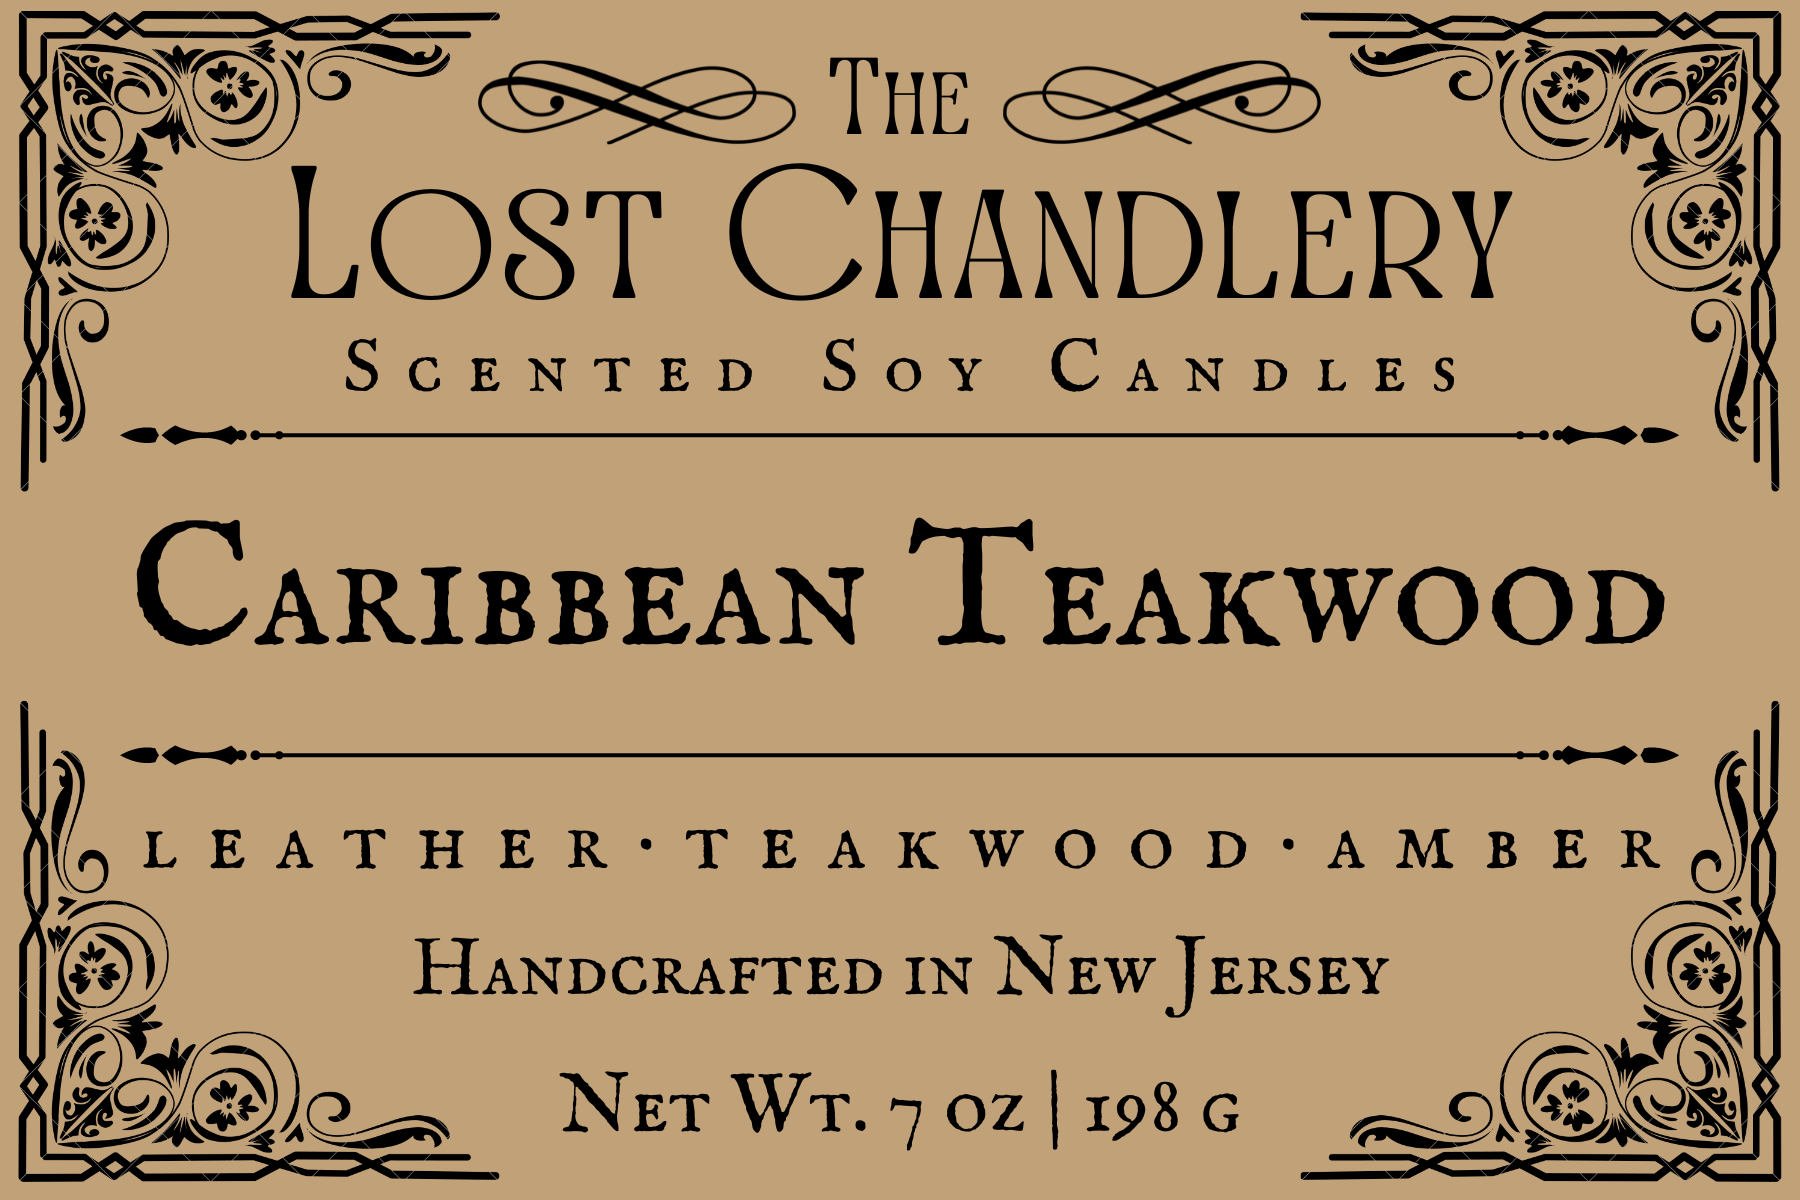 The
Lost Chandlery
Scented Soy Candles
Caribbean Teakwood
LEATHER·TEAKWOOD·AMBER
Handcrafted in New Jersey
Net Wt. 7 oz | 198 g